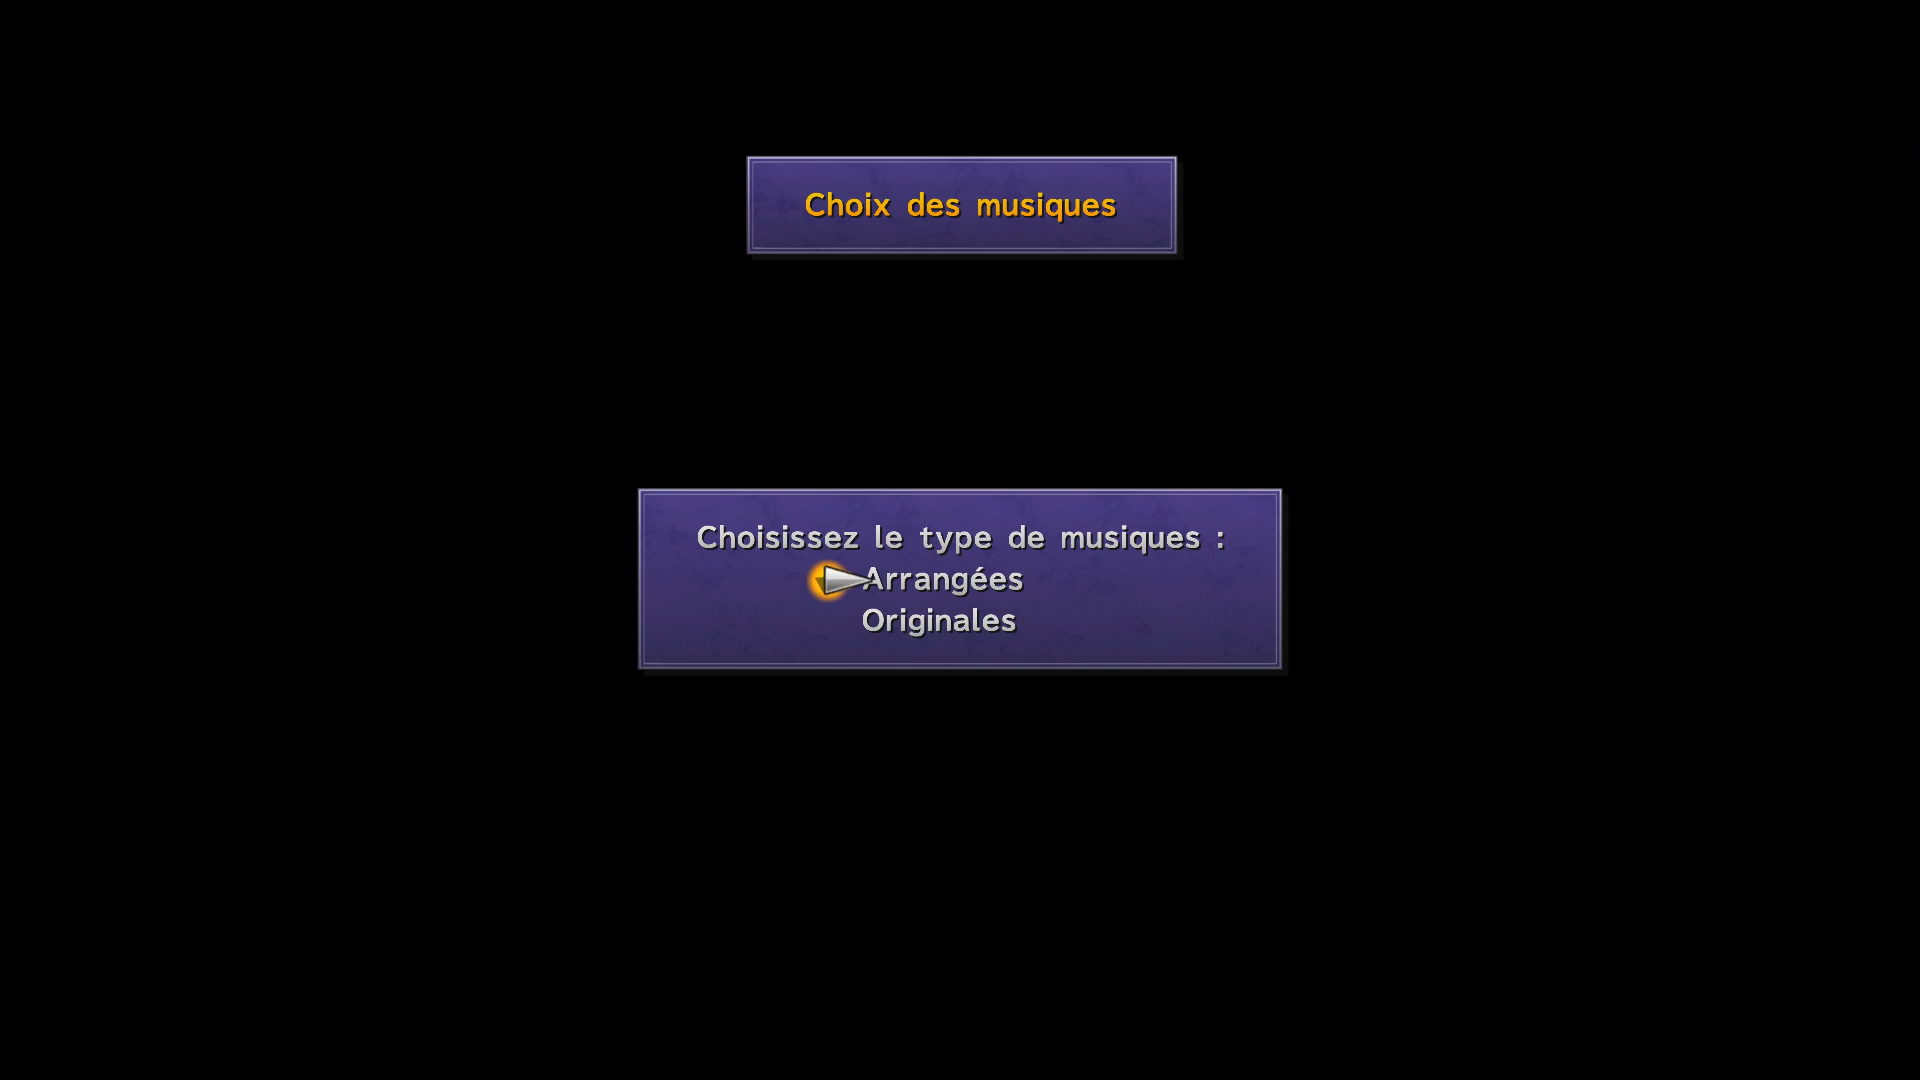 Choix des musiques
Choisissez le type de musiques :
Arrangées
Originales